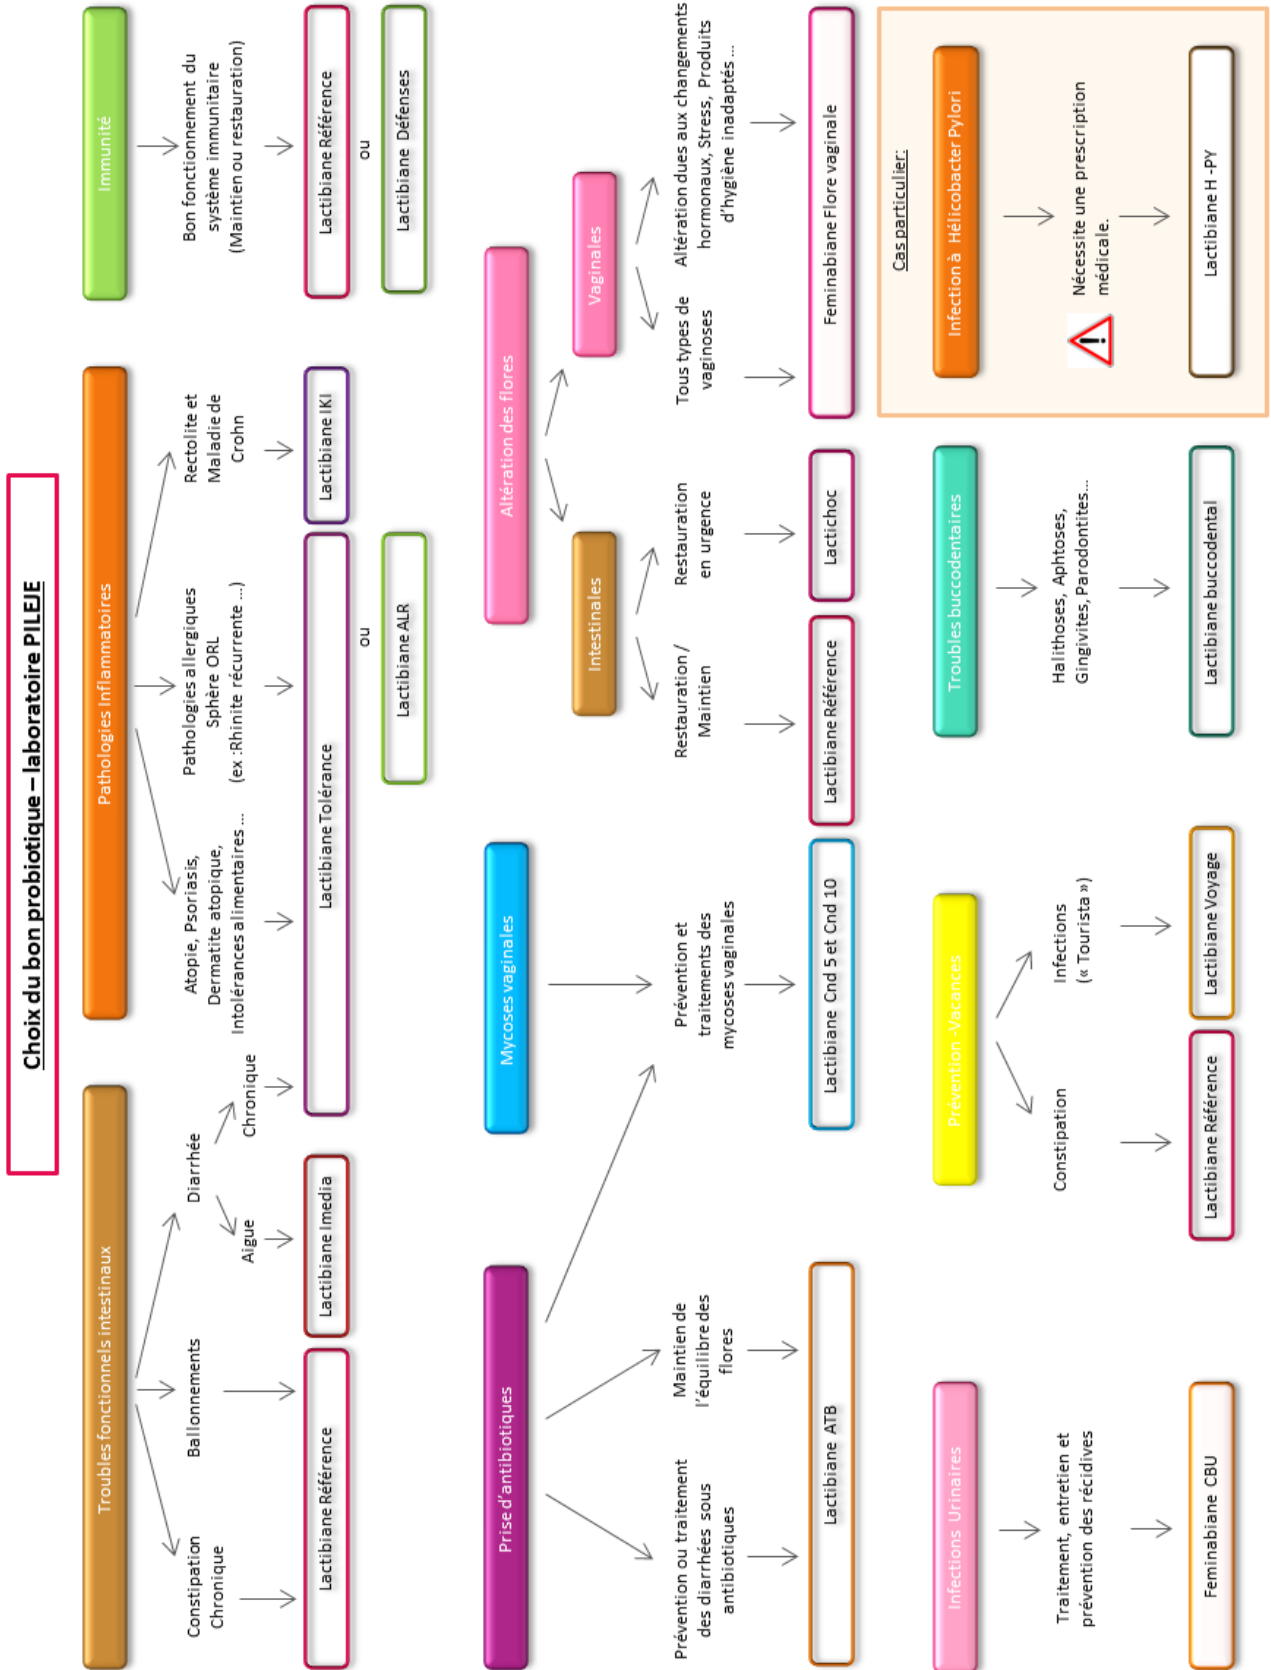 Choix du bon probiotique – laboratoire PILEJE
Troubles fonctionnels intestinaux
Constipation
Chronique
Ballonnements
Diarrhée
Aigue
Chronique
Lactibiane Référence
Lactibiane Imedia
Pathologies Inflammatoires
Atopie, Psoriasis,
Dermatite atopique,
Intolérances alimentaires ...
Pathologies allergiques
Sphère ORL
(ex :Rhinite récurrente ...)
Rectolite et
Maladie de
Crohn
Lactibiane Tolérance
ou
Lactibiane ALR
Lactibiane IKI
Immunité
Bon fonctionnement du
système immunitaire
(Maintien ou restauration)
Lactibiane Référence
ou
Lactibiane Défenses
Prise d'antibiotiques
Prévention ou traitement
des diarrhées sous
antibiotiques
Maintien de
l'équilibre des
flores
Lactibiane ATB
Mycoses vaginales
Prévention et
traitements des
mycoses vaginales
Lactibiane Cnd 5 et Cnd 10
Altération des flores
Intestinales
Restauration /
Maintien
Restauration
en urgence
Lactibiane Référence
Lactichoc
Vaginales
Tous types de
vaginoses
Altération dues aux changements
hormonaux, Stress, Produits
d'hygiène inadaptés ...
Feminabiane Flore vaginale
Infections Urinaires
Traitement, entretien et
prévention des récidives
Feminabiane CBU
Prévention -Vacances
Constipation
Infections
(« Tourista »)
Lactibiane Référence
Lactibiane Voyage
Troubles buccodentaires
Halithoses, Aphtoses,
Gingivites, Parodontites...
Lactibiane buccodental
Cas particulier:
Infection à Hélicobacter Pylori
Nécessite une prescription
médicale.
Lactibiane H -PY